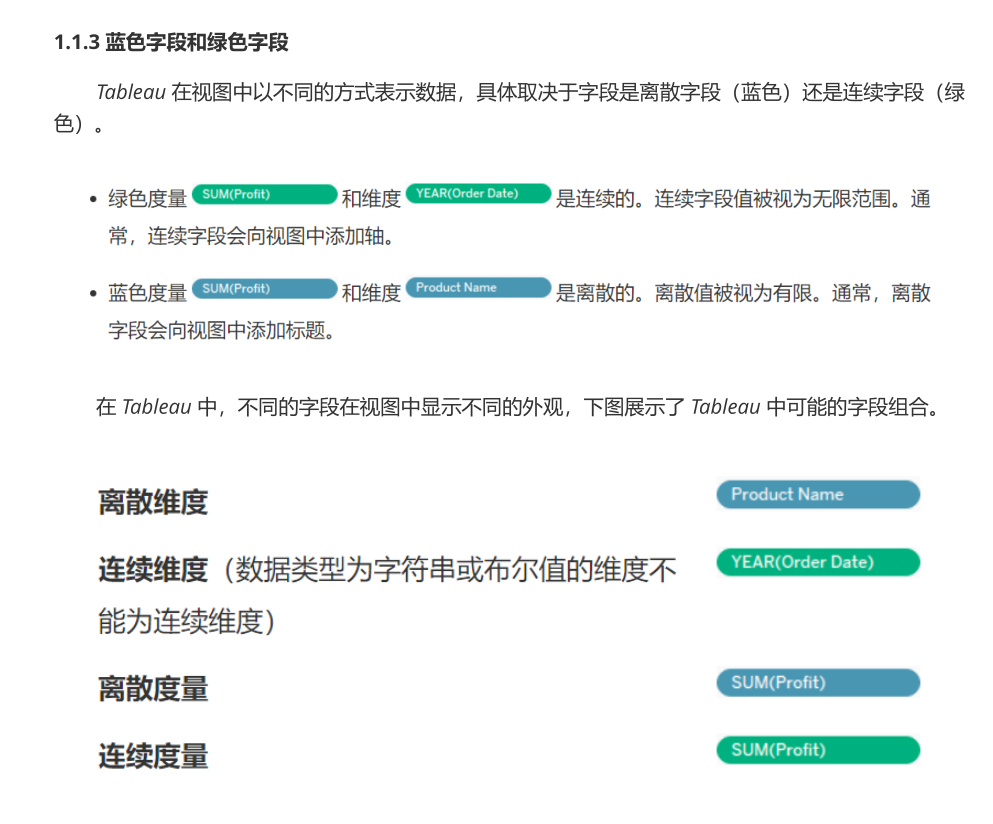 1.1.3 蓝色字段和绿色字段
Tableau 在视图中以不同的方式表示数据，具体取决于字段是离散字段（蓝色）还是连续字段（绿
色）。
• 绿色度量 SUM(Profit) 和维度 YEAR(Order Date) 是连续的。连续字段值被视为无限范围。通
常，连续字段会向视图中添加轴。
• 蓝色度量 SUM(Profit) 和维度 Product Name 是离散的。离散值被视为有限。通常，离散
字段会向视图中添加标题。
在 Tableau 中，不同的字段在视图中显示不同的外观，下图展示了 Tableau 中可能的字段组合。
离散维度 Product Name
连续维度（数据类型为字符串或布尔值的维度不 YEAR(Order Date)
能为连续维度）
离散度量 SUM(Profit)
连续度量 SUM(Profit)